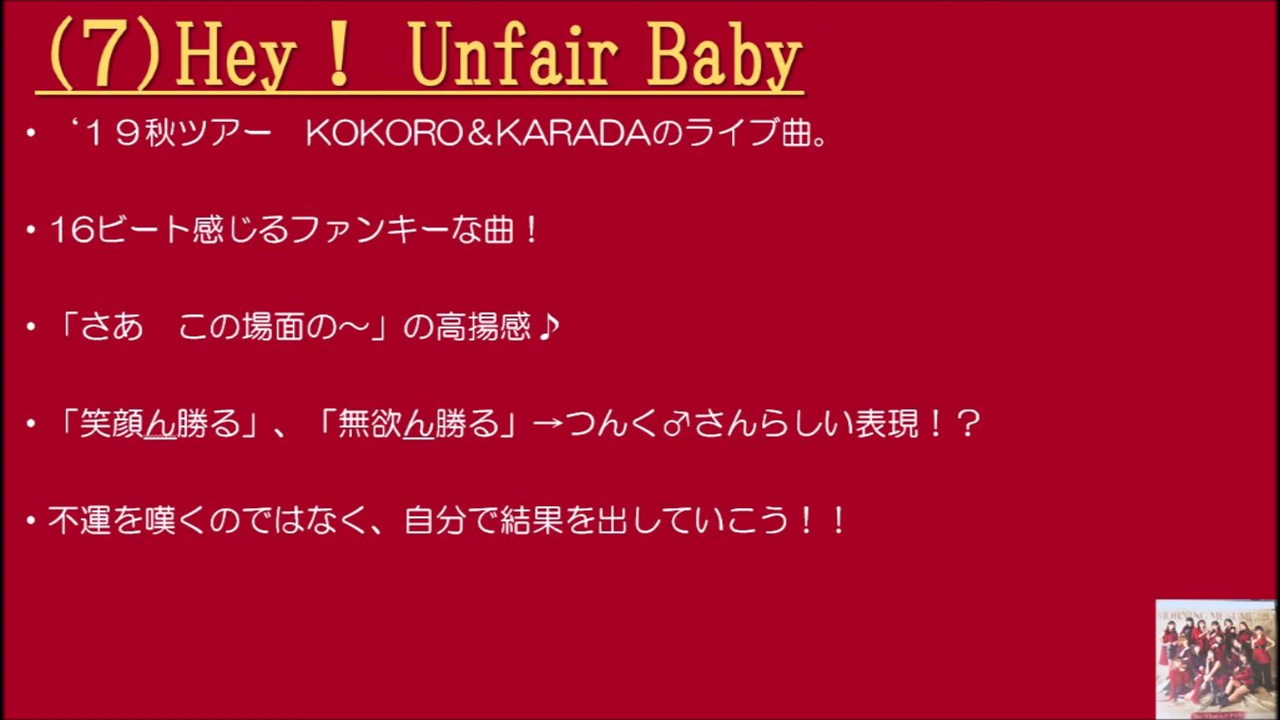 (7)Hey！ Unfair Baby
・‘１９秋ツアー　KOKORO＆KARADAのライブ曲。
・16ビート感じるファンキーな曲！
・「さあ　この場面の～」の高揚感♪
・「笑顔ん勝る」、「無欲ん勝る」→つんく♂さんらしい表現！？
・不運を嘆くのではなく、自分で結果を出していこう！！
MORNING MUSUME